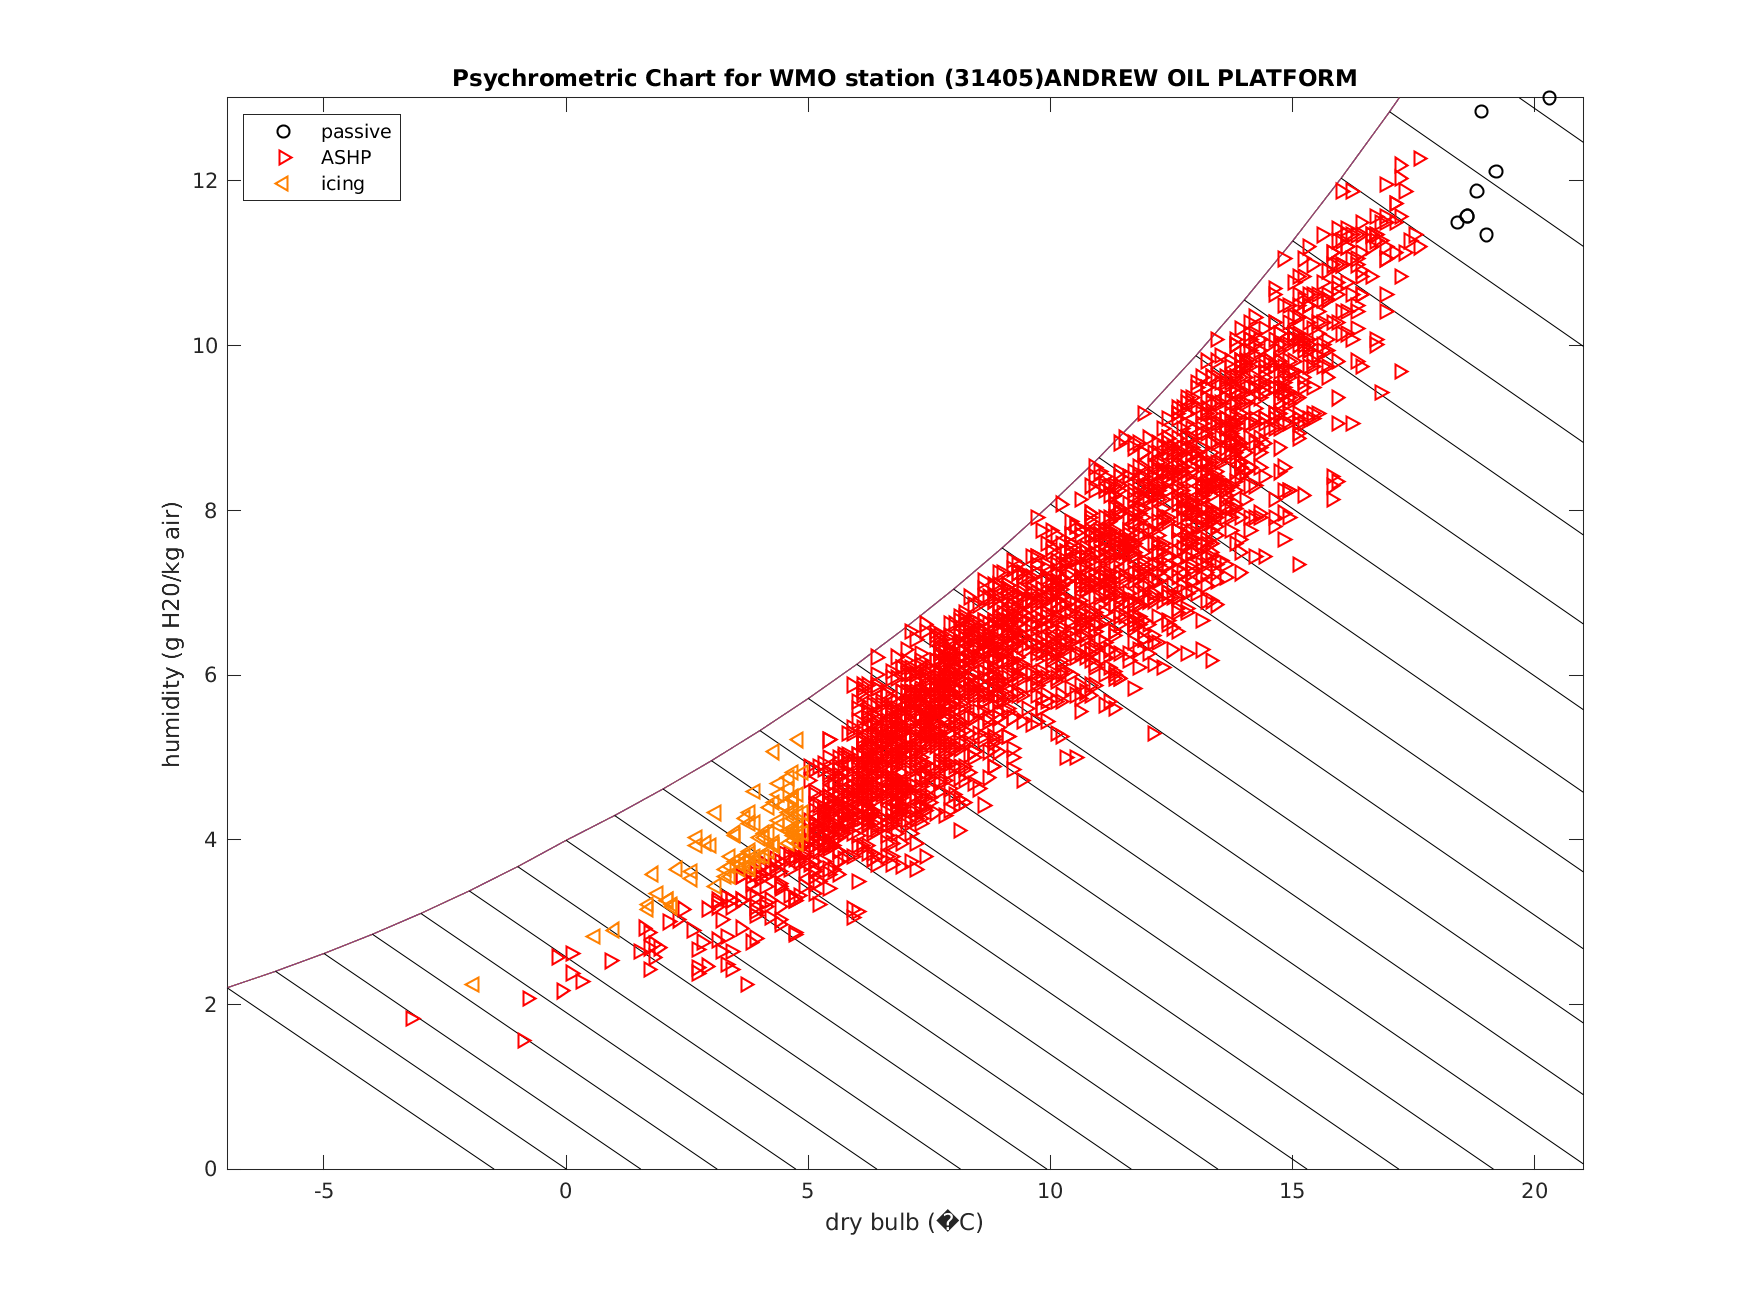 Psychrometric Chart for WMO station (31405)ANDREW OIL PLATFORM
passive
ASHP
icing
12
10
8
6
4
2
0
humidity (g H20/kg air)
-5 0 5 10 15 20
dry bulb (�C)